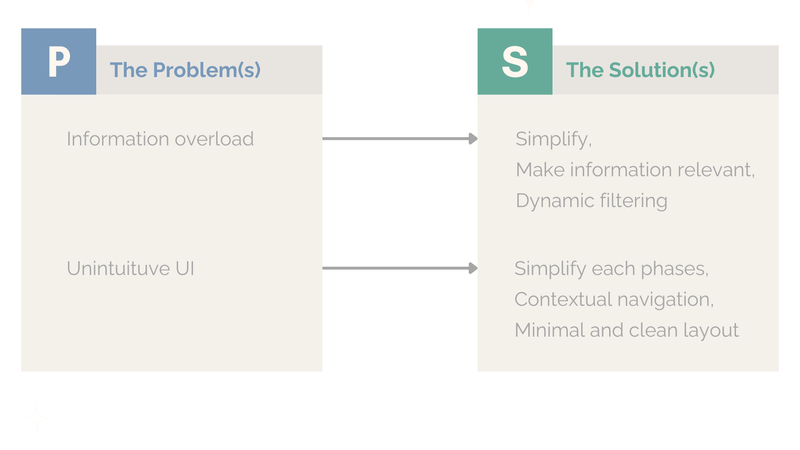 P
The Problem(s)
Information overload
Unintuituve UI
S
The Solution(s)
Simplify,
Make information relevant,
Dynamic filtering
Simplify each phases,
Contextual navigation,
Minimal and clean layout